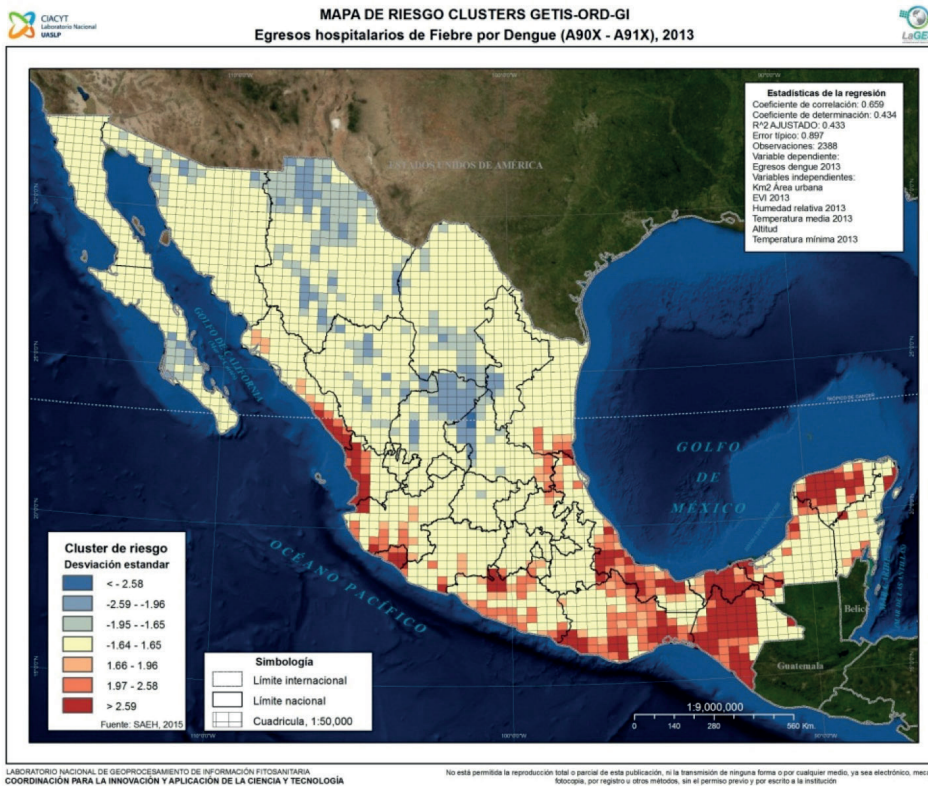 CIACYT
Laboratorio Nacional
UASLP
MAPA DE RIESGO CLUSTERS GETIS-ORD-GI
Egresos hospitalarios de Fiebre por Dengue (A90X - A91X), 2013
LaGE
Estadísticas de la regresión
Coeficiente de correlación: 0.659
Coeficiente de determinación: 0.434
R^2 AJUSTADO: 0.433
Error típico: 0.897
Observaciones: 2388
Variable dependiente:
Egresos dengue 2013
Variables independientes:
Km2 Área urbana
EVI 2013
Humedad relativa 2013
Temperatura media 2013
Altitud
Temperatura mínima 2013
ESTADOS UNIDOS DE AMÉRICA
GOLFO DE CALIFORNIA
TRÓPICO DE CÁNCER
GOLFO
DE
MÉXICO
OCÉANO PACÍFICO
Belice
Guatemala
Cluster de riesgo
Desviación estandar
< - 2.58
-2.59 - -1.96
-1.95 - -1.65
-1.64 - 1.65
1.66 - 1.96
1.97 - 2.58
> 2.59
Fuente: SAEH, 2015
Simbología
Límite internacional
Límite nacional
Cuadricula, 1:50,000
1:9,000,000
0 140 280 560 Km.
LABORATORIO NACIONAL DE GEOPROCESAMIENTO DE INFORMACIÓN FITOSANITARIA
COORDINACIÓN PARA LA INNOVACIÓN Y APLICACIÓN DE LA CIENCIA Y TECNOLOGÍA
No está permitida la reproducción total o parcial de esta publicación, ni la transmisión de ninguna forma o por cualquier medio, ya sea electrónico, mec
fotocopia, por registro u otros métodos, sin el permiso previo y por escrito a la institución